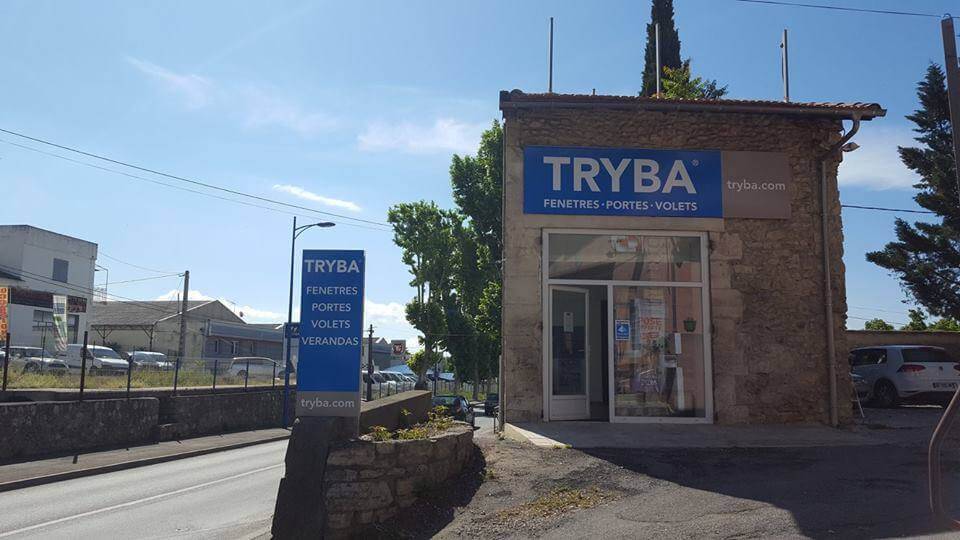 TRYBA®
FENETRES·PORTES·VOLETS
tryba.com
TRYBA
FENETRES
PORTES
VOLETS
VERANDAS
tryba.com